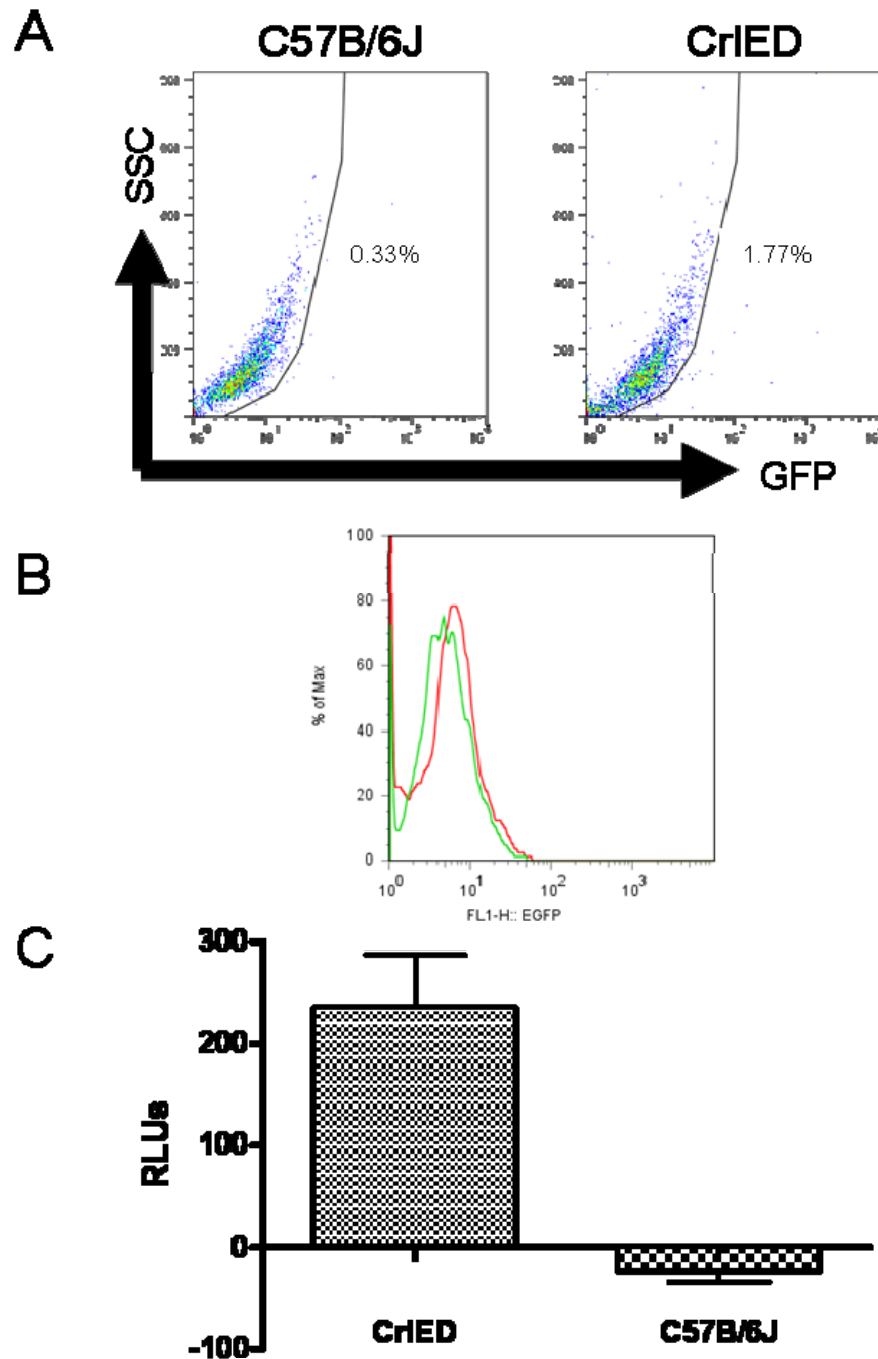 A
C57B/6J
CrlED
SSC
0.33%
1.77%
GFP
B
100
80
60
40
20
0
% of Max
10^0 10^1 10^2 10^3
FL1-H:: EGFP
C
300
200
100
0
-100
RLUs
CrlED
C57B/6J